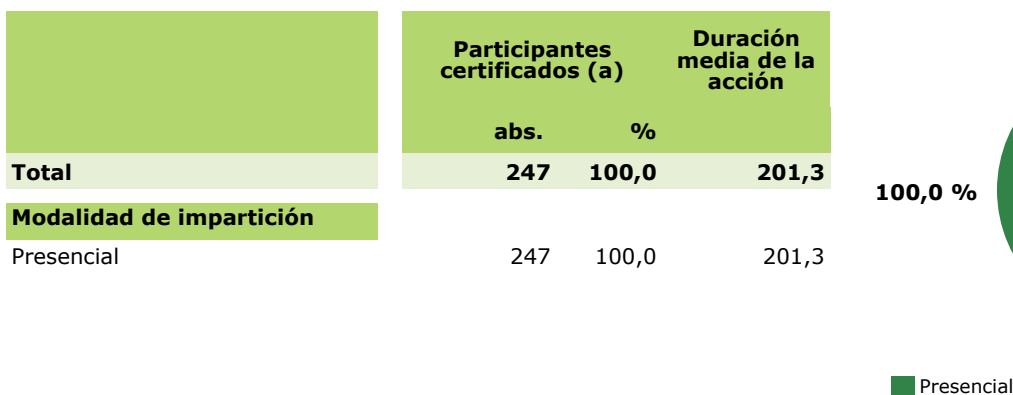 Participantes certificados (a)
Duración media de la acción
abs. %
Total 247 100,0 201,3
Modalidad de impartición
Presencial 247 100,0 201,3
100,0 %
Presencial